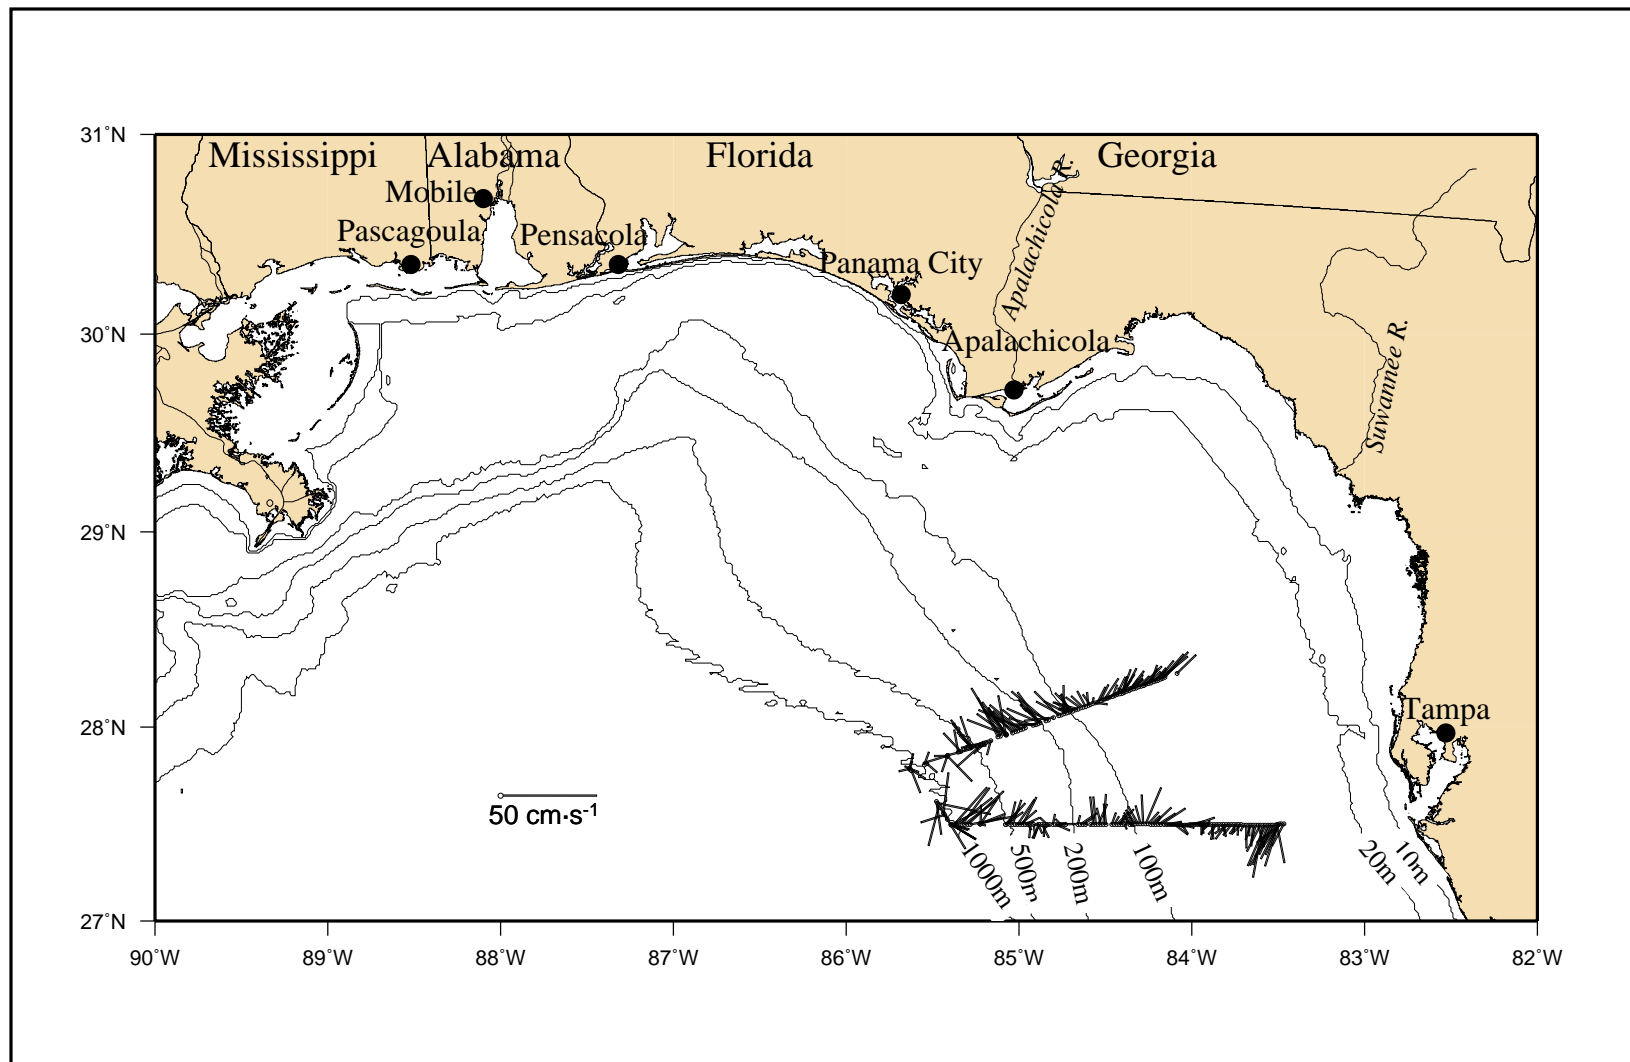 31°N
Mississippi Alabama Florida Georgia
Mobile
Apalachicola R.
Pascagoula Pensacola
Panama City
30°N
Apalachicola
Suwannee R.
29°N
28°N
Tampa
50 cm·s-1
1000m 500m 200m 100m 20m 10m
27°N
90°W 89°W 88°W 87°W 86°W 85°W 84°W 83°W 82°W